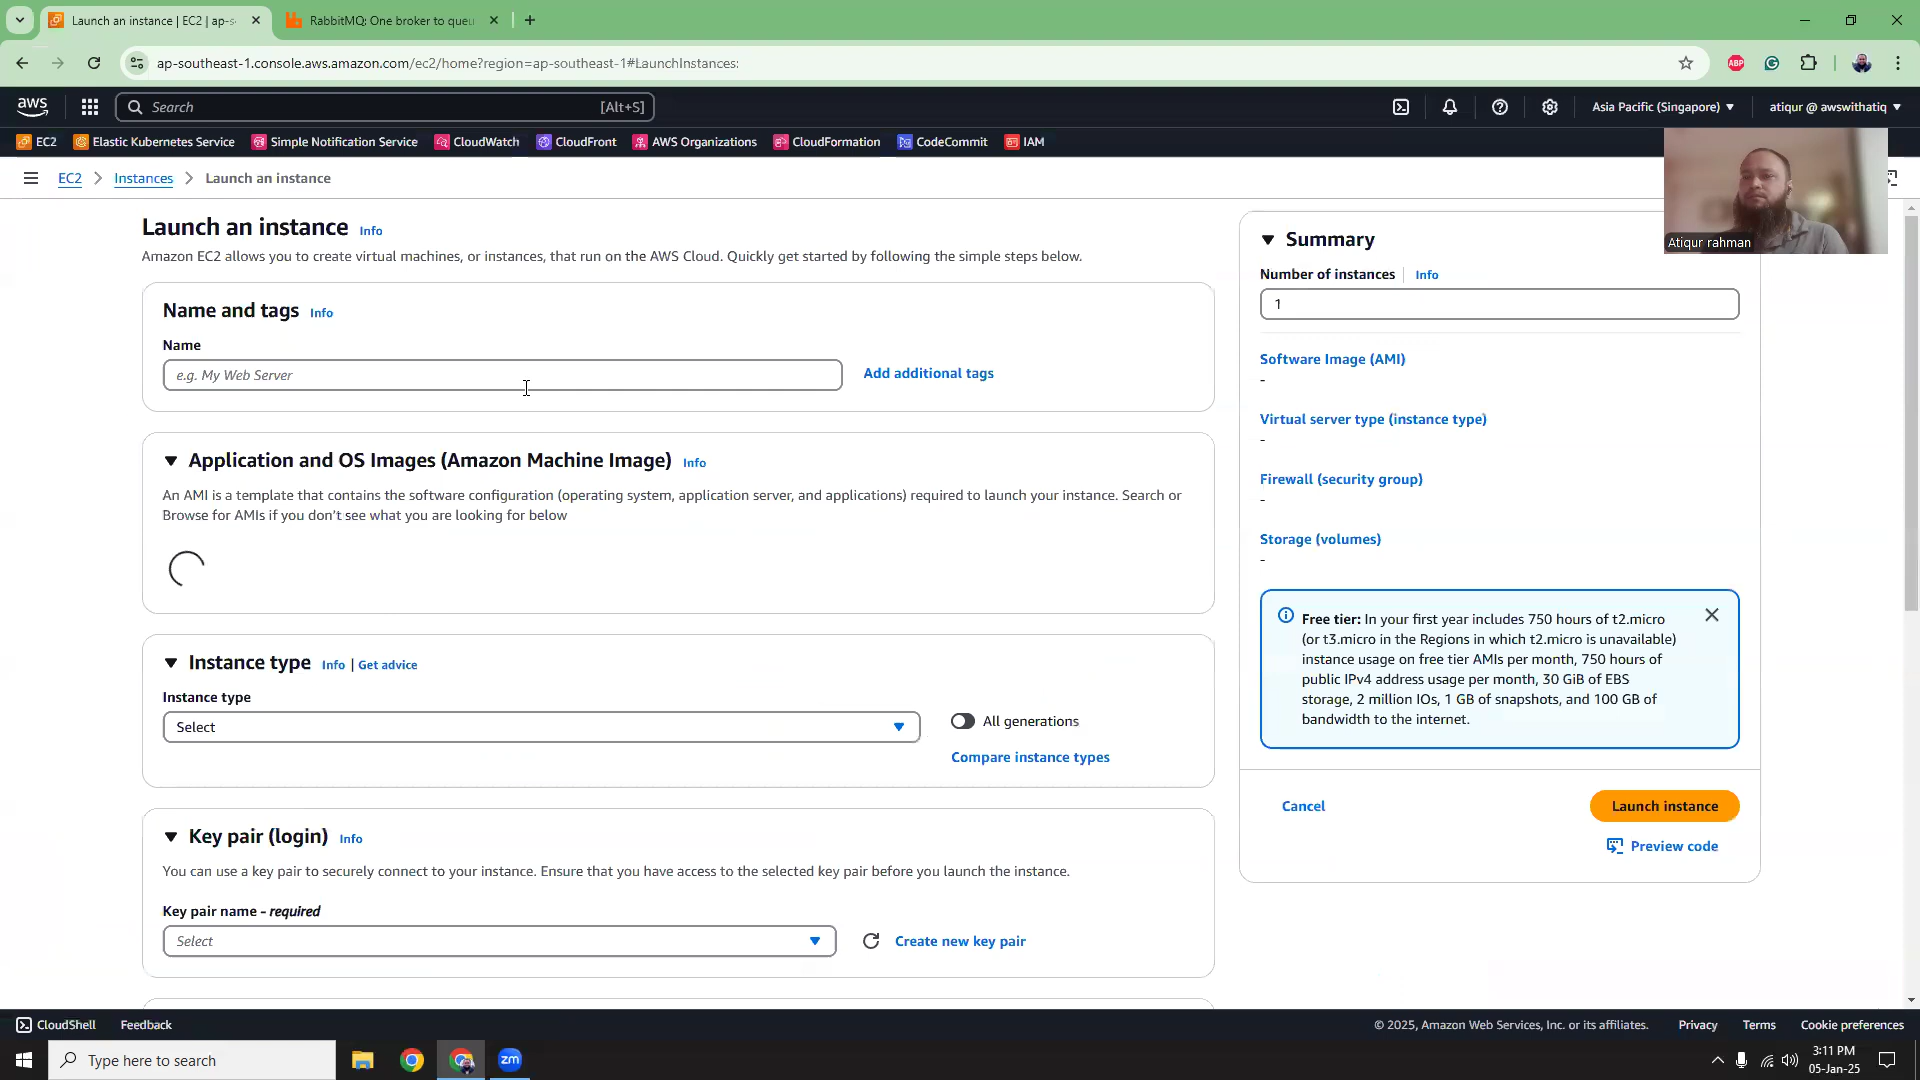 Launch an instance | EC2 | ap-s
RabbitMQ: One broker to queu
ap-southeast-1.console.aws.amazon.com/ec2/home?region=ap-southeast-1#LaunchInstances:
ABP
aws
Search
[Alt+S]
Asia Pacific (Singapore)
atiqur @ awswithatiq
EC2
Elastic Kubernetes Service
Simple Notification Service
CloudWatch
CloudFront
AWS Organizations
CloudFormation
CodeCommit
IAM
EC2
Instances
Launch an instance
Atiqur rahman
Launch an instance Info
Amazon EC2 allows you to create virtual machines, or instances, that run on the AWS Cloud. Quickly get started by following the simple steps below.
Name and tags Info
Name
e.g. My Web Server
Add additional tags
Application and OS Images (Amazon Machine Image) Info
An AMI is a template that contains the software configuration (operating system, application server, and applications) required to launch your instance. Search or
Browse for AMIs if you don't see what you are looking for below
Instance type Info | Get advice
Instance type
Select
All generations
Compare instance types
Key pair (login) Info
You can use a key pair to securely connect to your instance. Ensure that you have access to the selected key pair before you launch the instance.
Key pair name - required
Select
Create new key pair
Summary
Number of instances Info
1
Software Image (AMI)
-
Virtual server type (instance type)
-
Firewall (security group)
-
Storage (volumes)
-
Free tier: In your first year includes 750 hours of t2.micro
(or t3.micro in the Regions in which t2.micro is unavailable)
instance usage on free tier AMIs per month, 750 hours of
public IPv4 address usage per month, 30 GiB of EBS
storage, 2 million IOs, 1 GB of snapshots, and 100 GB of
bandwidth to the internet.
Cancel
Launch instance
Preview code
CloudShell
Feedback
© 2025, Amazon Web Services, Inc. or its affiliates.
Privacy
Terms
Cookie preferences
Type here to search
zm
3:11 PM
05-Jan-25